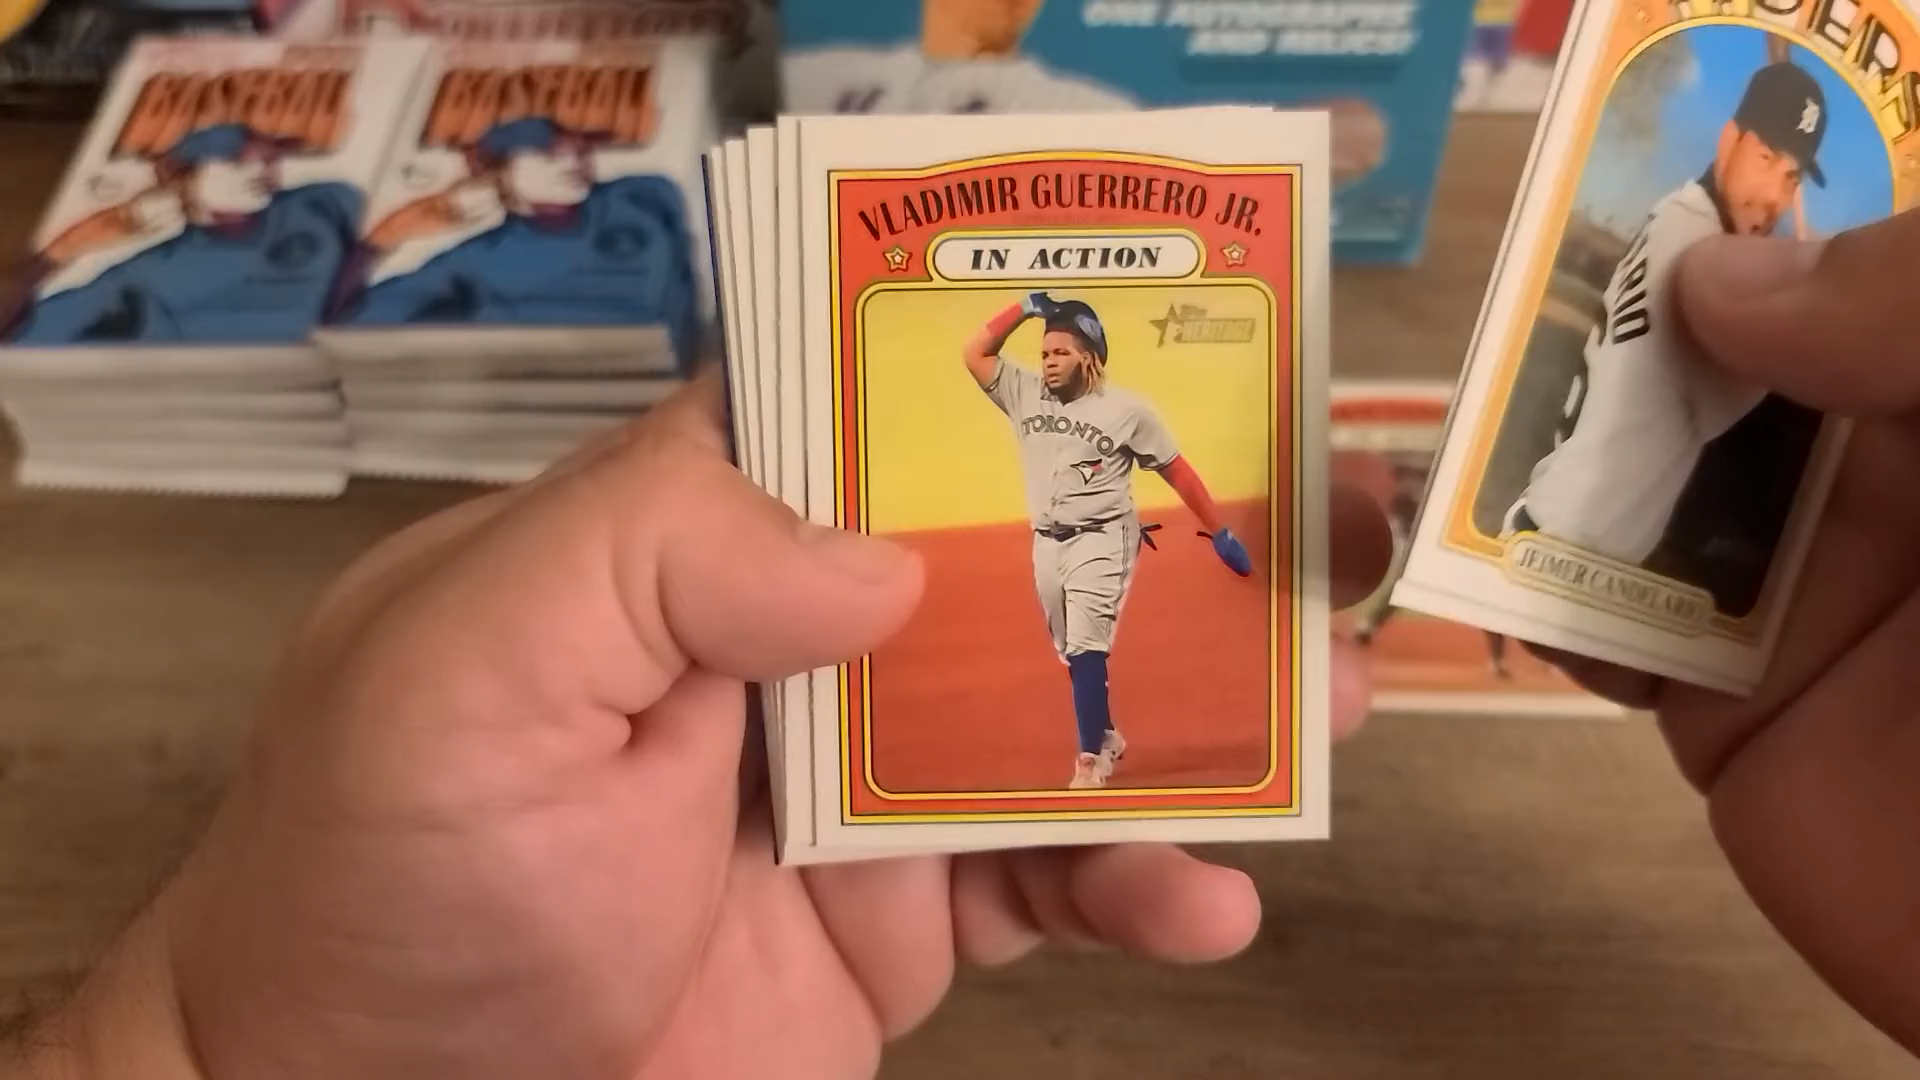 BASEBALL
BASEBALL
ONE AUTOGRAPHS
AND RELICS!
VLADIMIR GUERRERO JR.
IN ACTION
Topps
HERITAGE
TORONTO
JEIMER CANDELARIO